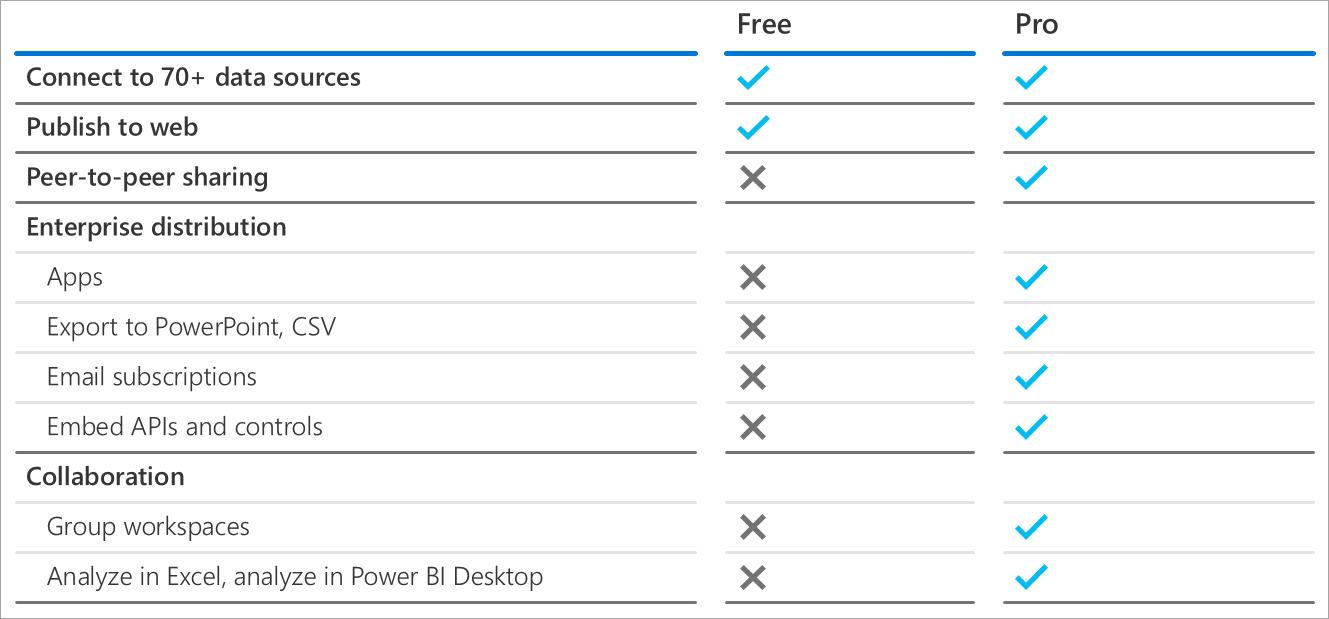 Free Pro
Connect to 70+ data sources
Publish to web
Peer-to-peer sharing
Enterprise distribution
Apps
Export to PowerPoint, CSV
Email subscriptions
Embed APIs and controls
Collaboration
Group workspaces
Analyze in Excel, analyze in Power BI Desktop